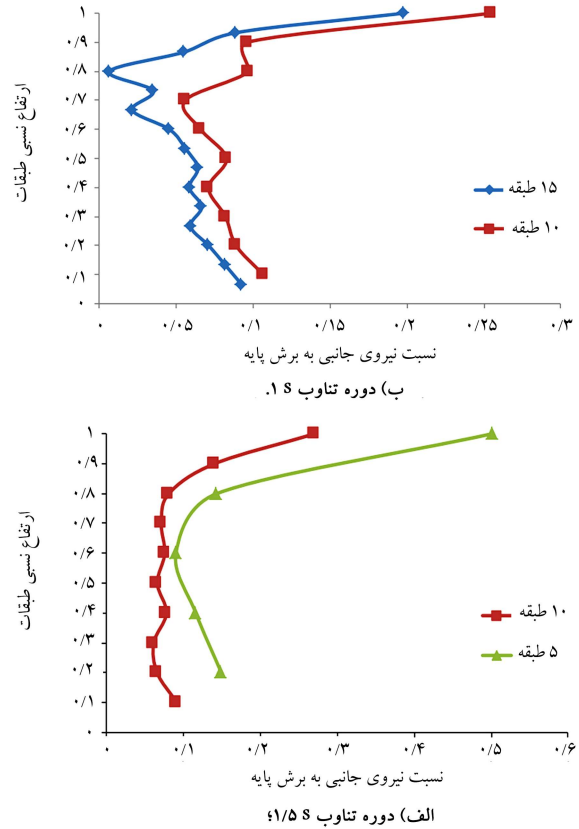 ۱
۰/۹
۰/۸
۰/۷
۰/۶
۰/۵
۰/۴
۰/۳
۰/۲
۰/۱
۰
ارتفاع نسبی طبقات
۱۵ طبقه
۱۰ طبقه
۰ ۰/۰۵ ۰/۱ ۰/۱۵ ۰/۲ ۰/۲۵ ۰/۳
نسبت نیروی جانبی به برش پایه
ب) دوره تناوب ۱ s.
۱
۰/۹
۰/۸
۰/۷
۰/۶
۰/۵
۰/۴
۰/۳
۰/۲
۰/۱
۰
ارتفاع نسبی طبقات
۱۰ طبقه
۵ طبقه
۰ ۰/۱ ۰/۲ ۰/۳ ۰/۴ ۰/۵ ۰/۶
نسبت نیروی جانبی به برش پایه
الف) دوره تناوب ۱/۵ s؛